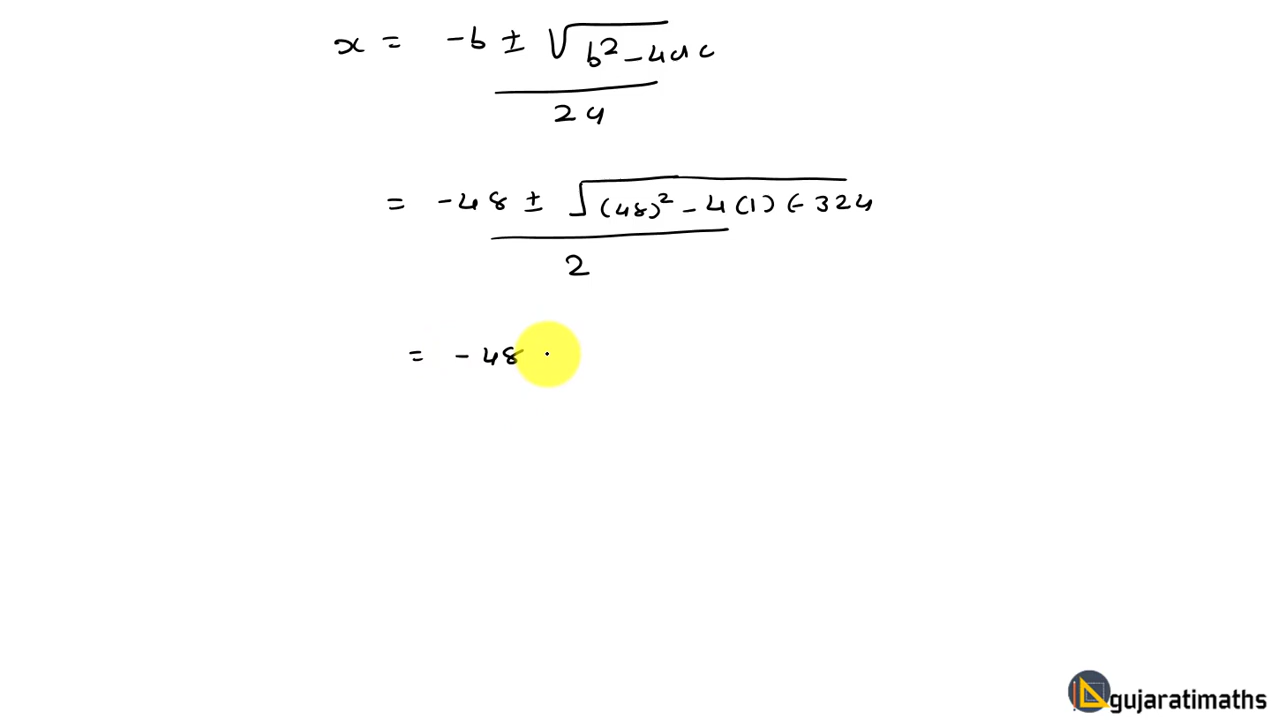 x = -b ± √b² - 4ac
2a
= -48 ± √(48)² - 4(1)(-324
2
= -48
gujaratimaths